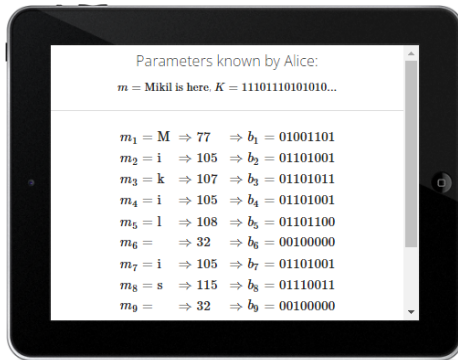 Parameters known by Alice:
m = Mikil is here. K = 11101110101010...
m₁ = M ⇒ 77 ⇒ b₁ = 01001101
m₂ = i ⇒ 105 ⇒ b₂ = 01101001
m₃ = k ⇒ 107 ⇒ b₃ = 01101011
m₄ = i ⇒ 105 ⇒ b₄ = 01101001
m₅ = l ⇒ 108 ⇒ b₅ = 01101100
m₆ = ⇒ 32 ⇒ b₆ = 00100000
m₇ = i ⇒ 105 ⇒ b₇ = 01101001
m₈ = s ⇒ 115 ⇒ b₈ = 01110011
m₉ = ⇒ 32 ⇒ b₉ = 00100000